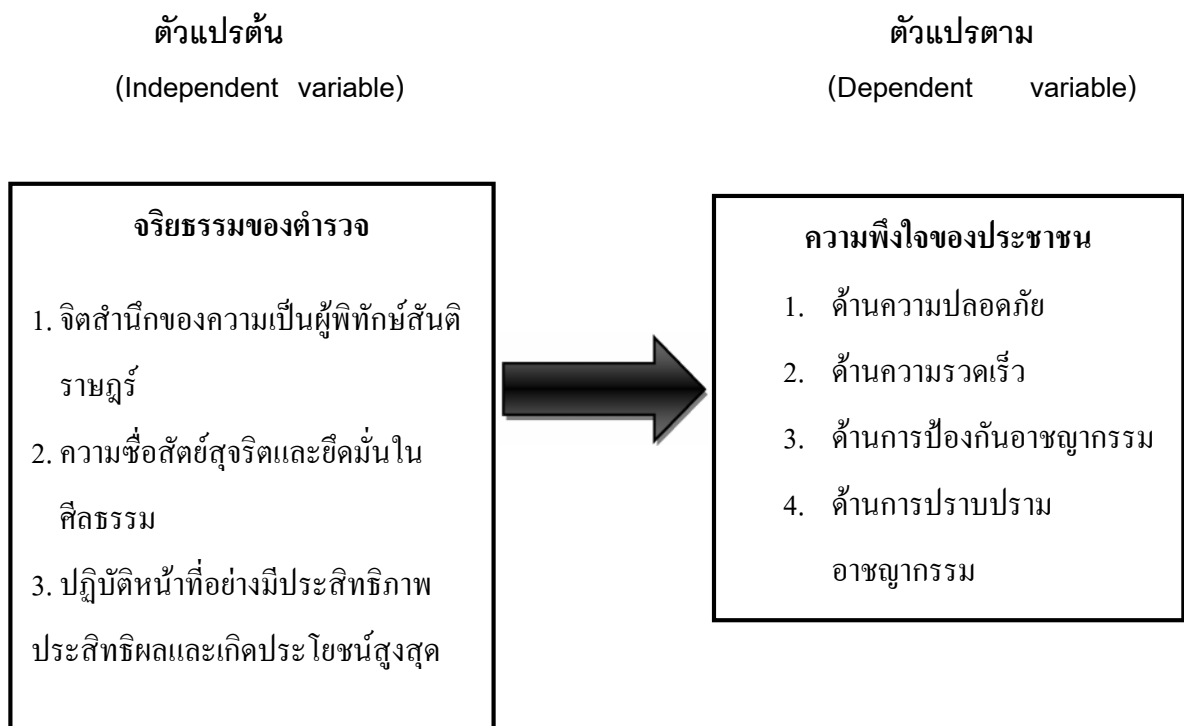 ตัวแปรต้น
(Independent variable)
ตัวแปรตาม
(Dependent variable)
จริยธรรมของตำรวจ
1. จิตสำนึกของความเป็นผู้พิทักษ์สันติ
ราษฎร์
2. ความซื่อสัตย์สุจริตและยึดมั่นใน
ศีลธรรม
3. ปฏิบัติหน้าที่อย่างมีประสิทธิภาพ
ประสิทธิผลและเกิดประโยชน์สูงสุด
ความพึงใจของประชาชน
1. ด้านความปลอดภัย
2. ด้านความรวดเร็ว
3. ด้านการป้องกันอาชญากรรม
4. ด้านการปราบปราม
อาชญากรรม